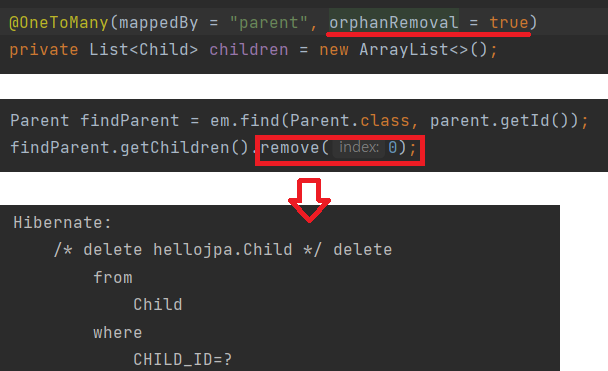 @OneToMany(mappedBy = "parent", orphanRemoval = true)
private List<Child> children = new ArrayList<>();
Parent findParent = em.find(Parent.class, parent.getId());
findParent.getChildren().remove( index: 0);
Hibernate:
/* delete hellojpa.Child */ delete
from
Child
where
CHILD_ID=?